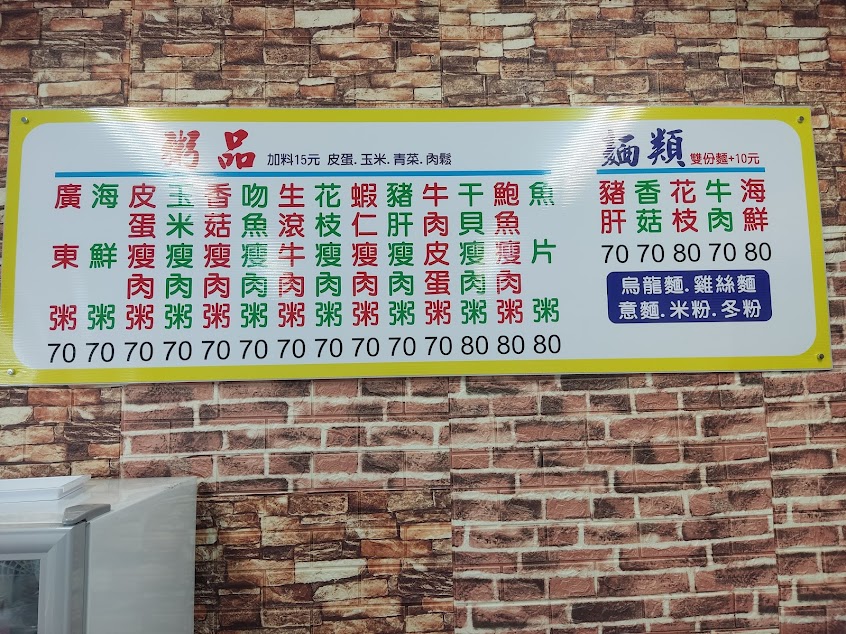 粥品
加料15元 皮蛋.玉米.青菜.肉鬆
廣東粥 70
海鮮粥 70
皮蛋瘦肉粥 70
玉米瘦肉粥 70
香菇瘦肉粥 70
吻魚瘦肉粥 70
生滾牛肉粥 70
花枝瘦肉粥 70
蝦仁瘦肉粥 70
豬肝瘦肉粥 70
牛肉皮蛋粥 70
干貝瘦肉粥 80
鮑魚瘦肉粥 80
魚片粥 80
麵類
雙份麵+10元
豬肝 70
香菇 70
花枝 80
牛肉 70
海鮮 80
烏龍麵.雞絲麵
意麵.米粉.冬粉